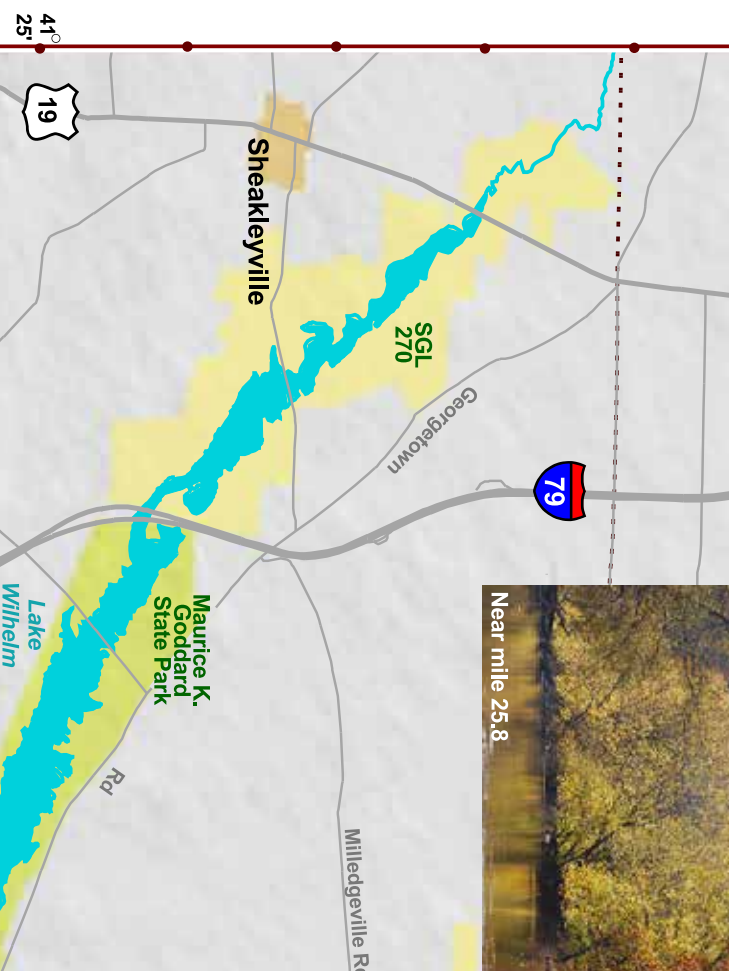 41°
25'
19
Sheakleyville
SGL
270
Georgetown
79
Near mile 25.8
Maurice K.
Goddard
State Park
Lake
Wilhelm
Rd
Milledgeville